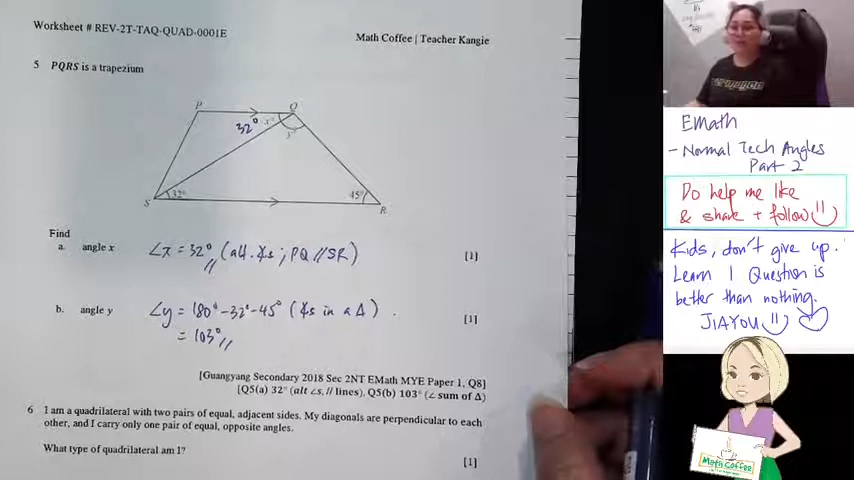 Worksheet # REV-2T-TAQ-QUAD-0001E
Math Coffee | Teacher Kangie
5 PQRS is a trapezium
P
Q
32°
x°
y°
S
32°
45°
R
Find
a. angle x
∠x = 32° (alt. ∠s ; PQ // SR)
[1]
b. angle y
∠y = 180° - 32° - 45° (∠s in a Δ) .
= 103° //
[1]
[Guangyang Secondary 2018 Sec 2NT EMath MYE Paper 1, Q8]
[Q5(a) 32° (alt ∠s, // lines). Q5(b) 103° (∠ sum of Δ)
6 I am a quadrilateral with two pairs of equal, adjacent sides. My diagonals are perpendicular to each
other, and I carry only one pair of equal, opposite angles.
What type of quadrilateral am I?
[1]
EMath
- Normal Tech Angles
Part 2
Do help me like
& share + follow
Kids, don't give up.
Learn 1 Question is
better than nothing.
JIAYOU
Math Coffee